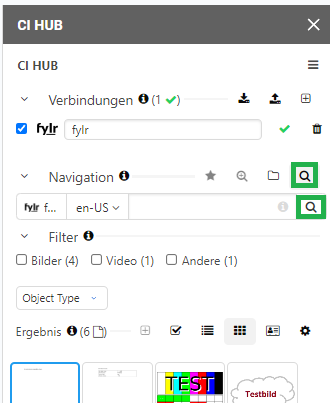 CI HUB
CI HUB
Verbindungen (1 ✓)
fylr fylr
Navigation
fylr f... en-US
Filter
Bilder (4) Video (1) Andere (1)
Object Type
Ergebnis (6)
TEST
Testbild